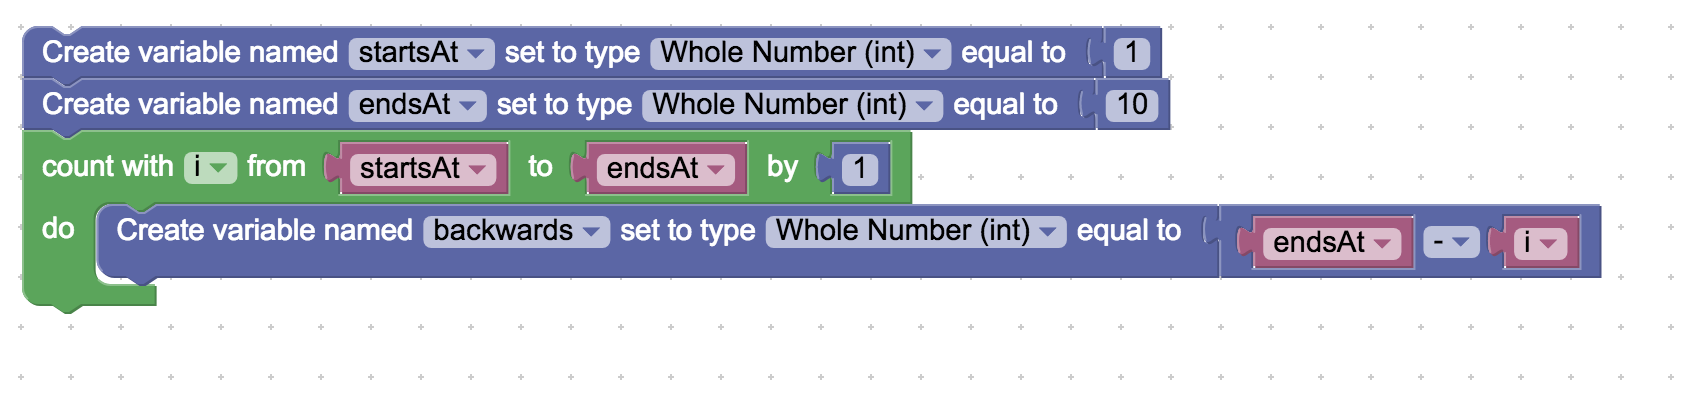 Create variable named startsAt set to type Whole Number (int) equal to 1
Create variable named endsAt set to type Whole Number (int) equal to 10
count with i from startsAt to endsAt by 1
do Create variable named backwards set to type Whole Number (int) equal to endsAt - i